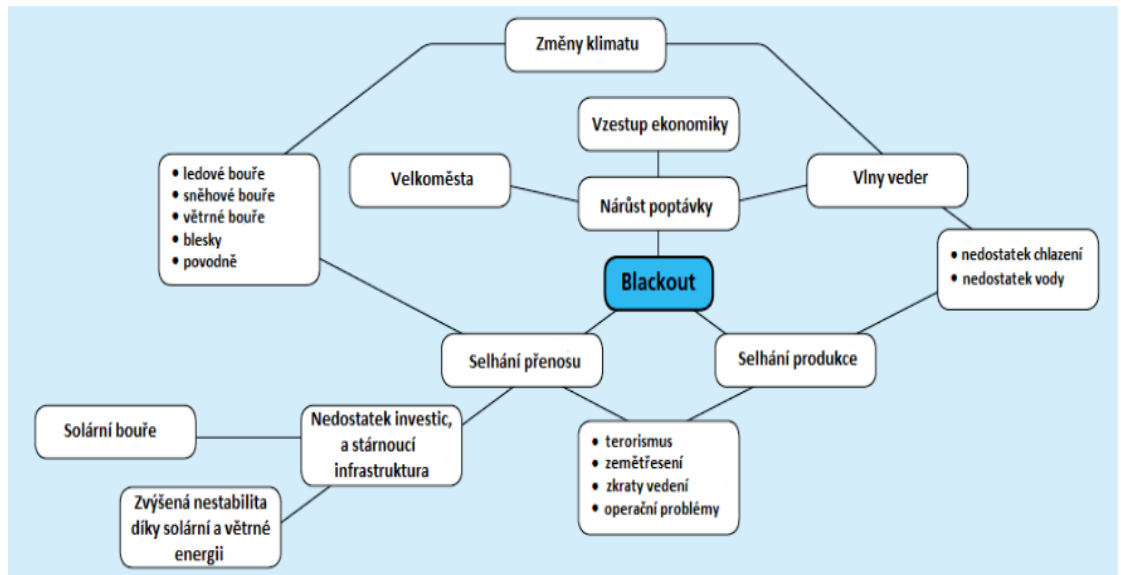 Změny klimatu
Vzestup ekonomiky
Velkoměsta
Nárůst poptávky
Vlny veder
• ledové bouře
• sněhové bouře
• větrné bouře
• blesky
• povodně
• nedostatek chlazení
• nedostatek vody
Blackout
Selhání přenosu
Selhání produkce
Solární bouře
Nedostatek investic,
a stárnoucí
infrastruktura
Zvýšená nestabilita
díky solární a větrné
energii
• terorismus
• zemětřesení
• zkraty vedení
• operační problémy